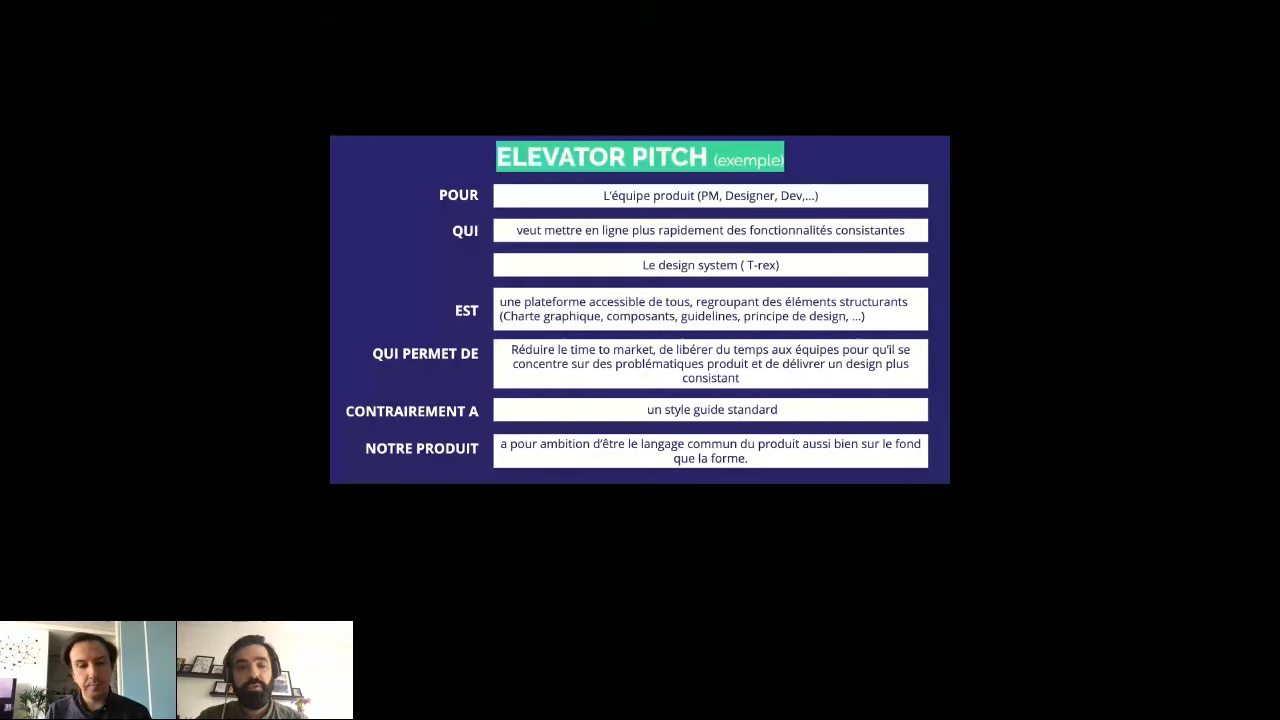 ELEVATOR PITCH (exemple)
POUR
L'équipe produit (PM, Designer, Dev,...)
QUI
veut mettre en ligne plus rapidement des fonctionnalités consistantes
Le design system ( T-rex)
EST
une plateforme accessible de tous, regroupant des éléments structurants
(Charte graphique, composants, guidelines, principe de design, ...)
QUI PERMET DE
Réduire le time to market, de libérer du temps aux équipes pour qu'il se
concentre sur des problématiques produit et de délivrer un design plus
consistant
CONTRAIREMENT A
un style guide standard
NOTRE PRODUIT
a pour ambition d'être le langage commun du produit aussi bien sur le fond
que la forme.